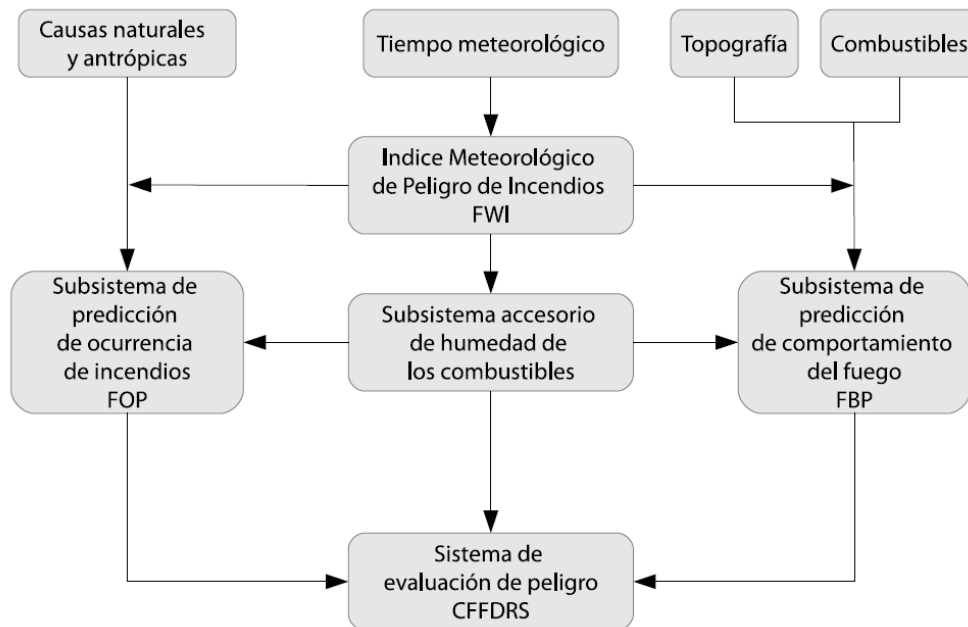 Causas naturales
y antrópicas
Tiempo meteorológico
Topografía
Combustibles
Indice Meteorológico
de Peligro de Incendios
FWI
Subsistema de
predicción
de ocurrencia
de incendios
FOP
Subsistema accesorio
de humedad de
los combustibles
Subsistema de
predicción
de comportamiento
del fuego
FBP
Sistema de
evaluación de peligro
CFFDRS